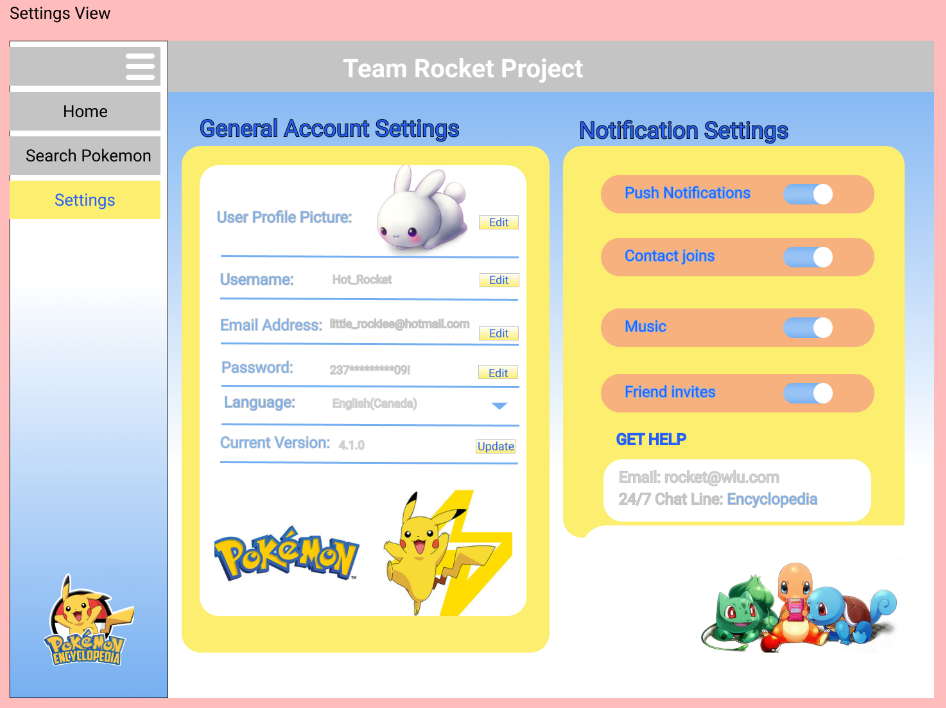 Settings View
Team Rocket Project
Home
Search Pokemon
Settings
POKéMON
ENCYCLOPEDIA
General Account Settings
User Profile Picture:
Edit
Username: Hot_Rocket Edit
Email Address: little_rocklee@hotmail.com Edit
Password: 237*********09! Edit
Language: English(Canada)
Current Version: 4.1.0 Update
POKéMON
TM
Notification Settings
Push Notifications
Contact joins
Music
Friend invites
GET HELP
Email: rocket@wlu.com
24/7 Chat Line: Encyclopedia